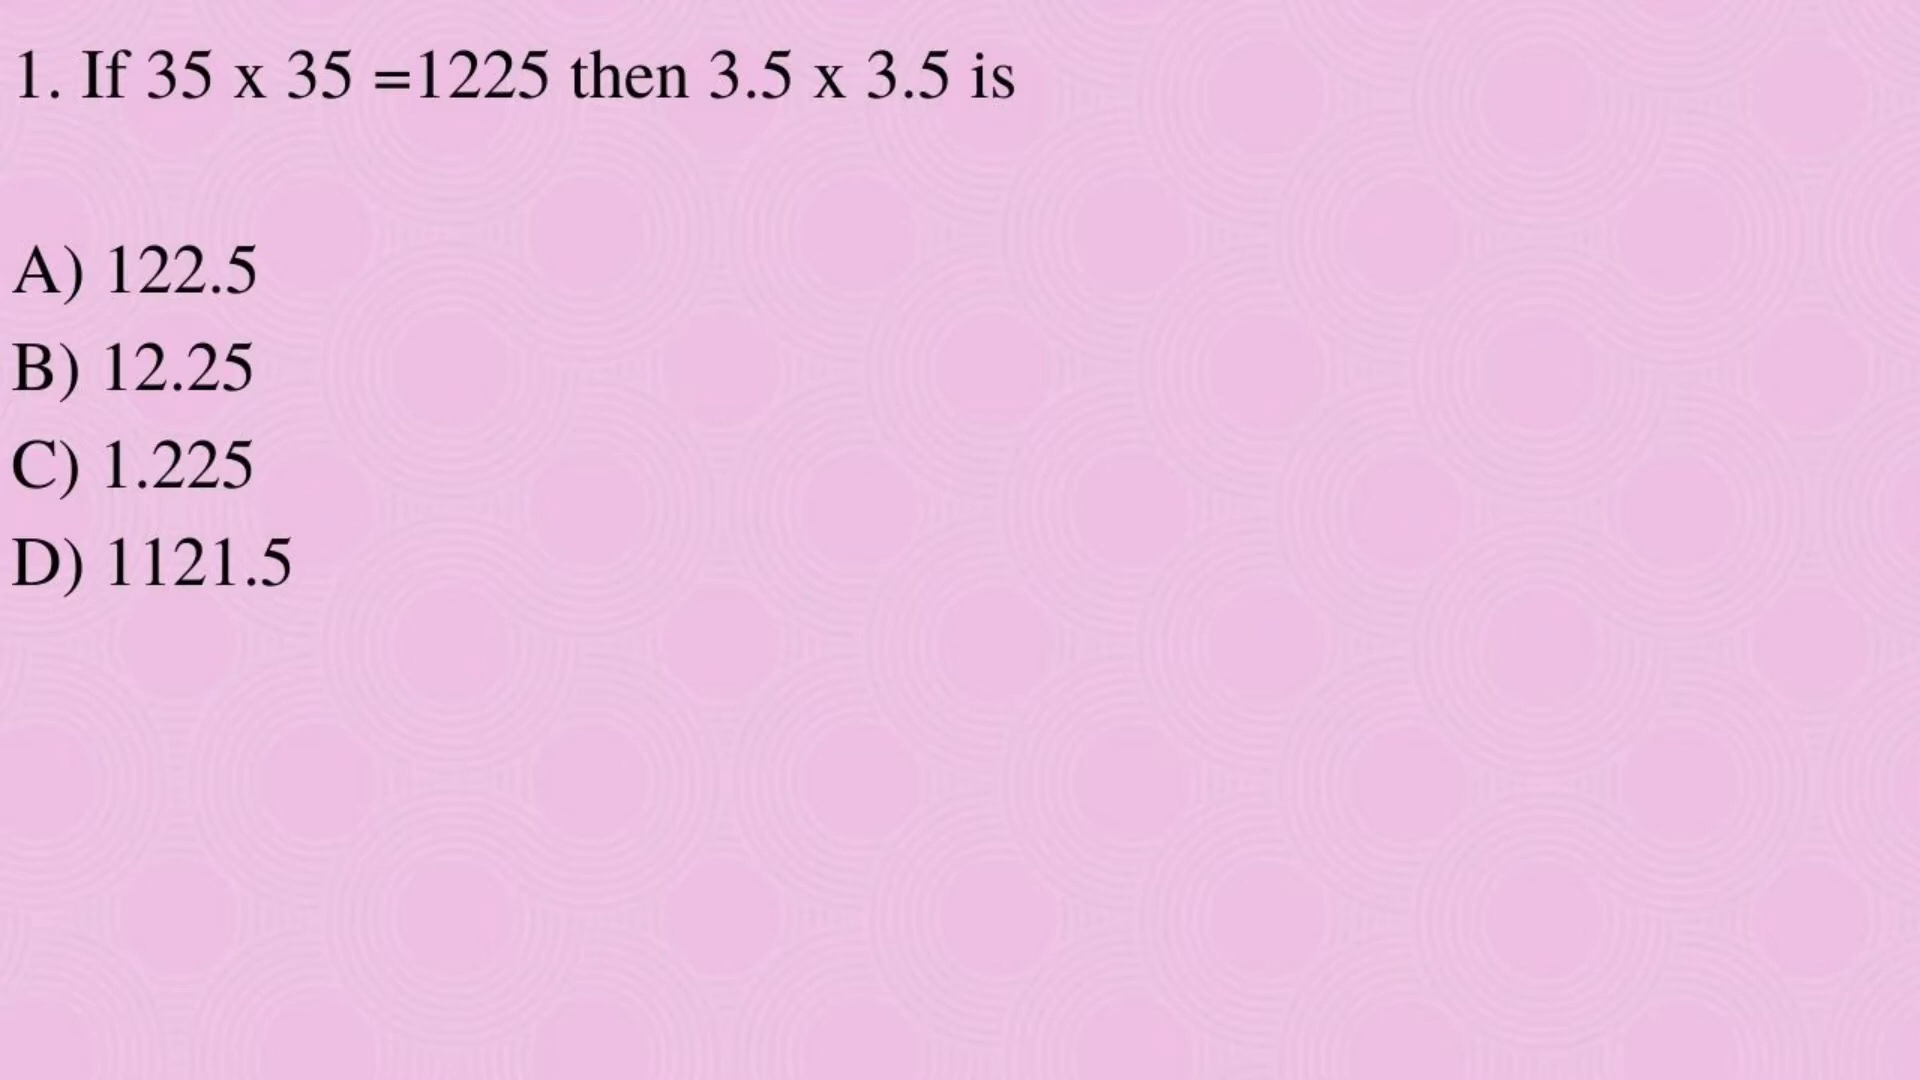 1. If 35 x 35 =1225 then 3.5 x 3.5 is
A) 122.5
B) 12.25
C) 1.225
D) 1121.5